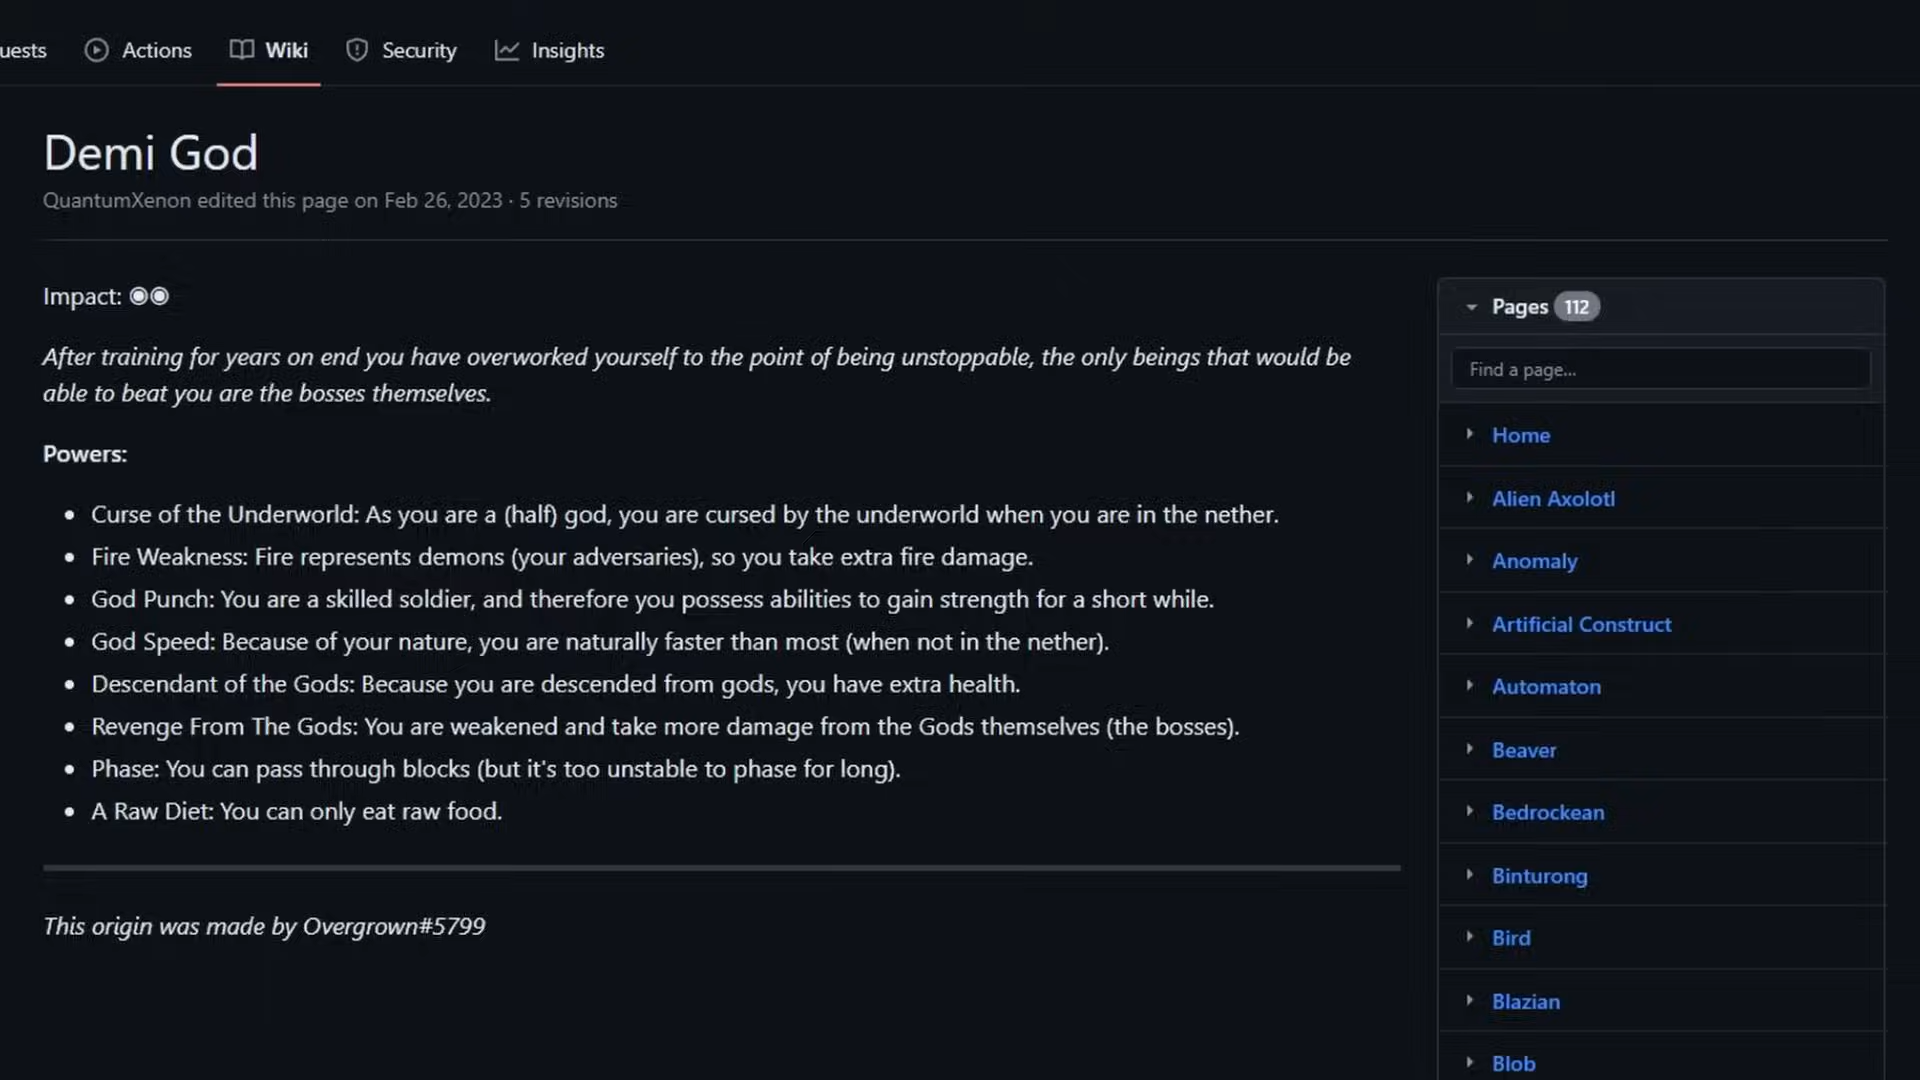 uests Actions Wiki Security Insights
Demi God
QuantumXenon edited this page on Feb 26, 2023 · 5 revisions
Impact: ◉◉
After training for years on end you have overworked yourself to the point of being unstoppable, the only beings that would be
able to beat you are the bosses themselves.
Powers:
• Curse of the Underworld: As you are a (half) god, you are cursed by the underworld when you are in the nether.
• Fire Weakness: Fire represents demons (your adversaries), so you take extra fire damage.
• God Punch: You are a skilled soldier, and therefore you possess abilities to gain strength for a short while.
• God Speed: Because of your nature, you are naturally faster than most (when not in the nether).
• Descendant of the Gods: Because you are descended from gods, you have extra health.
• Revenge From The Gods: You are weakened and take more damage from the Gods themselves (the bosses).
• Phase: You can pass through blocks (but it's too unstable to phase for long).
• A Raw Diet: You can only eat raw food.
This origin was made by Overgrown#5799
Pages 112
Find a page...
Home
Alien Axolotl
Anomaly
Artificial Construct
Automaton
Beaver
Bedrockean
Binturong
Bird
Blazian
Blob